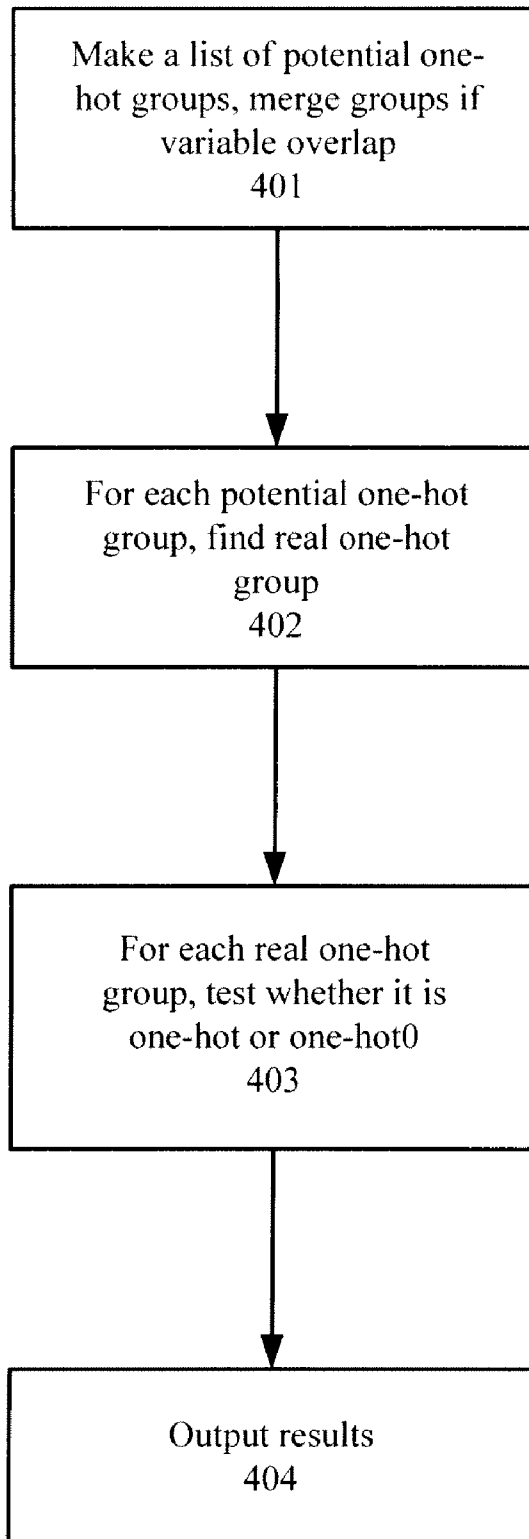 Make a list of potential one-
hot groups, merge groups if
variable overlap
401
For each potential one-hot
group, find real one-hot
group
402
For each real one-hot
group, test whether it is
one-hot or one-hot0
403
Output results
404